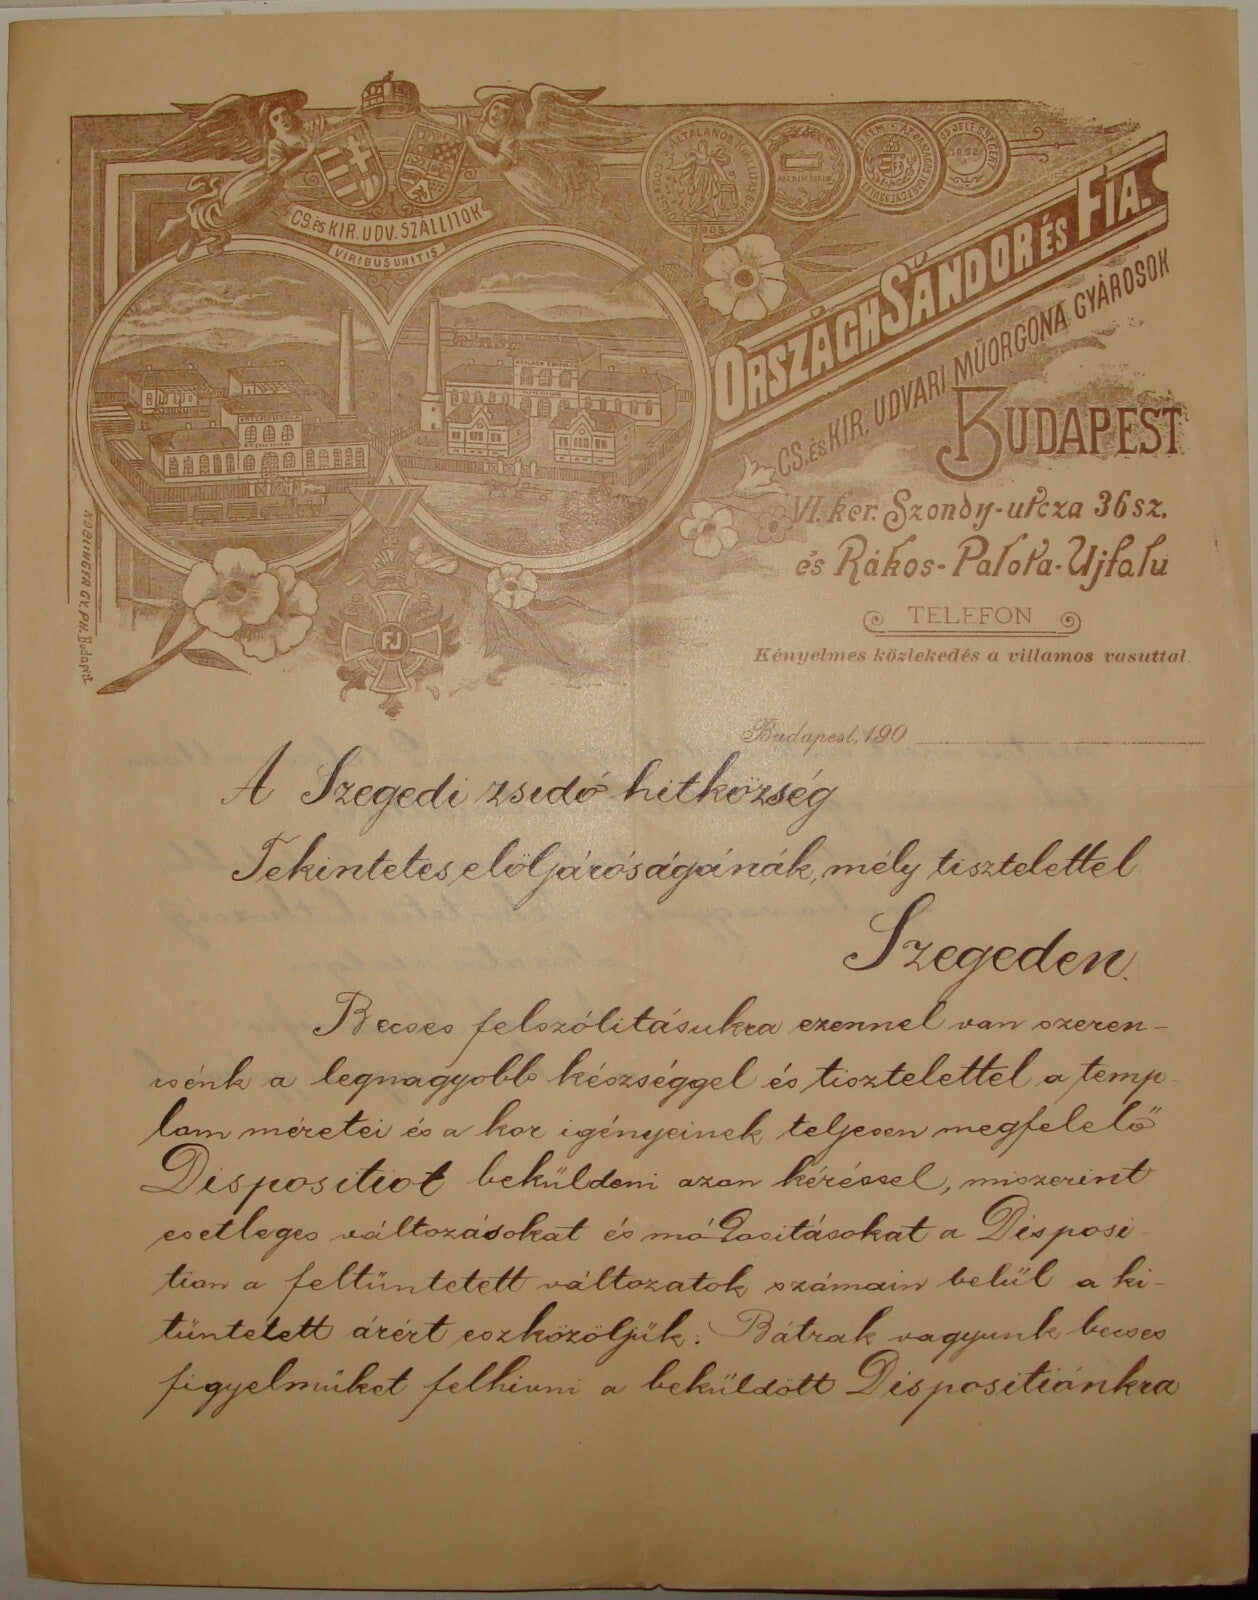 CS. ÉS KIR. UDV. SZÁLLITÓK
VIRIBUS UNITIS
1885
ORSZÁGH SÁNDOR ÉS FIA.
CS. ÉS KIR. UDVARI MŰORGONA GYÁROSOK
BUDAPEST
VI. ker. Szondy-utcza 36 sz.
és Rákos-Palota-Ujfalu
TELEFON
Kényelmes közlekedés a villamos vasuttal.
FJ
Budapest, 190
A Szegedi zsidó hitközség
Tekintetes elöljáróságának, mély tisztelettel
Szegeden.
Becses felszólitásukra ezennel van szeren-
csénk a legnagyobb készséggel és tisztelettel a temp-
lom méretei és a kor igényeinek teljesen megfelelő
Dispositiot beküldeni azon kéréssel, miszerint
esetleges változásokat és módositásokat a Disposi-
tion a feltüntetett változatok számain belül a ki-
tüntetett árért eszközöljük. Bátrak vagyunk becses
figyelmüket felhivni a beküldött Dispositiónkra